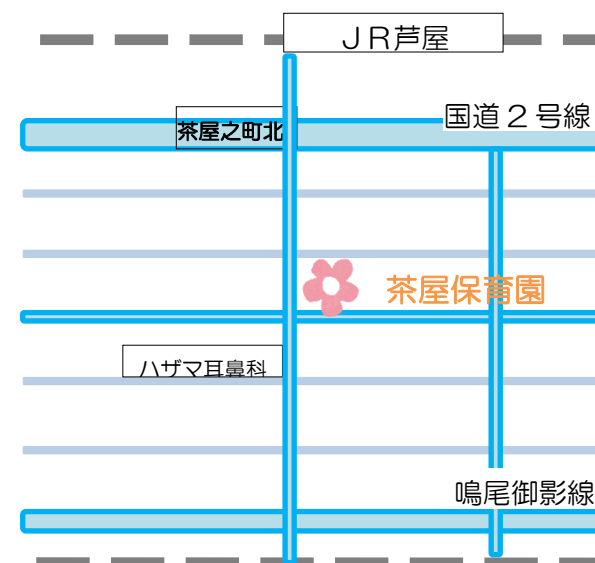 ＪＲ芦屋
国道２号線
茶屋之町北
茶屋保育園
ハザマ耳鼻科
鳴尾御影線